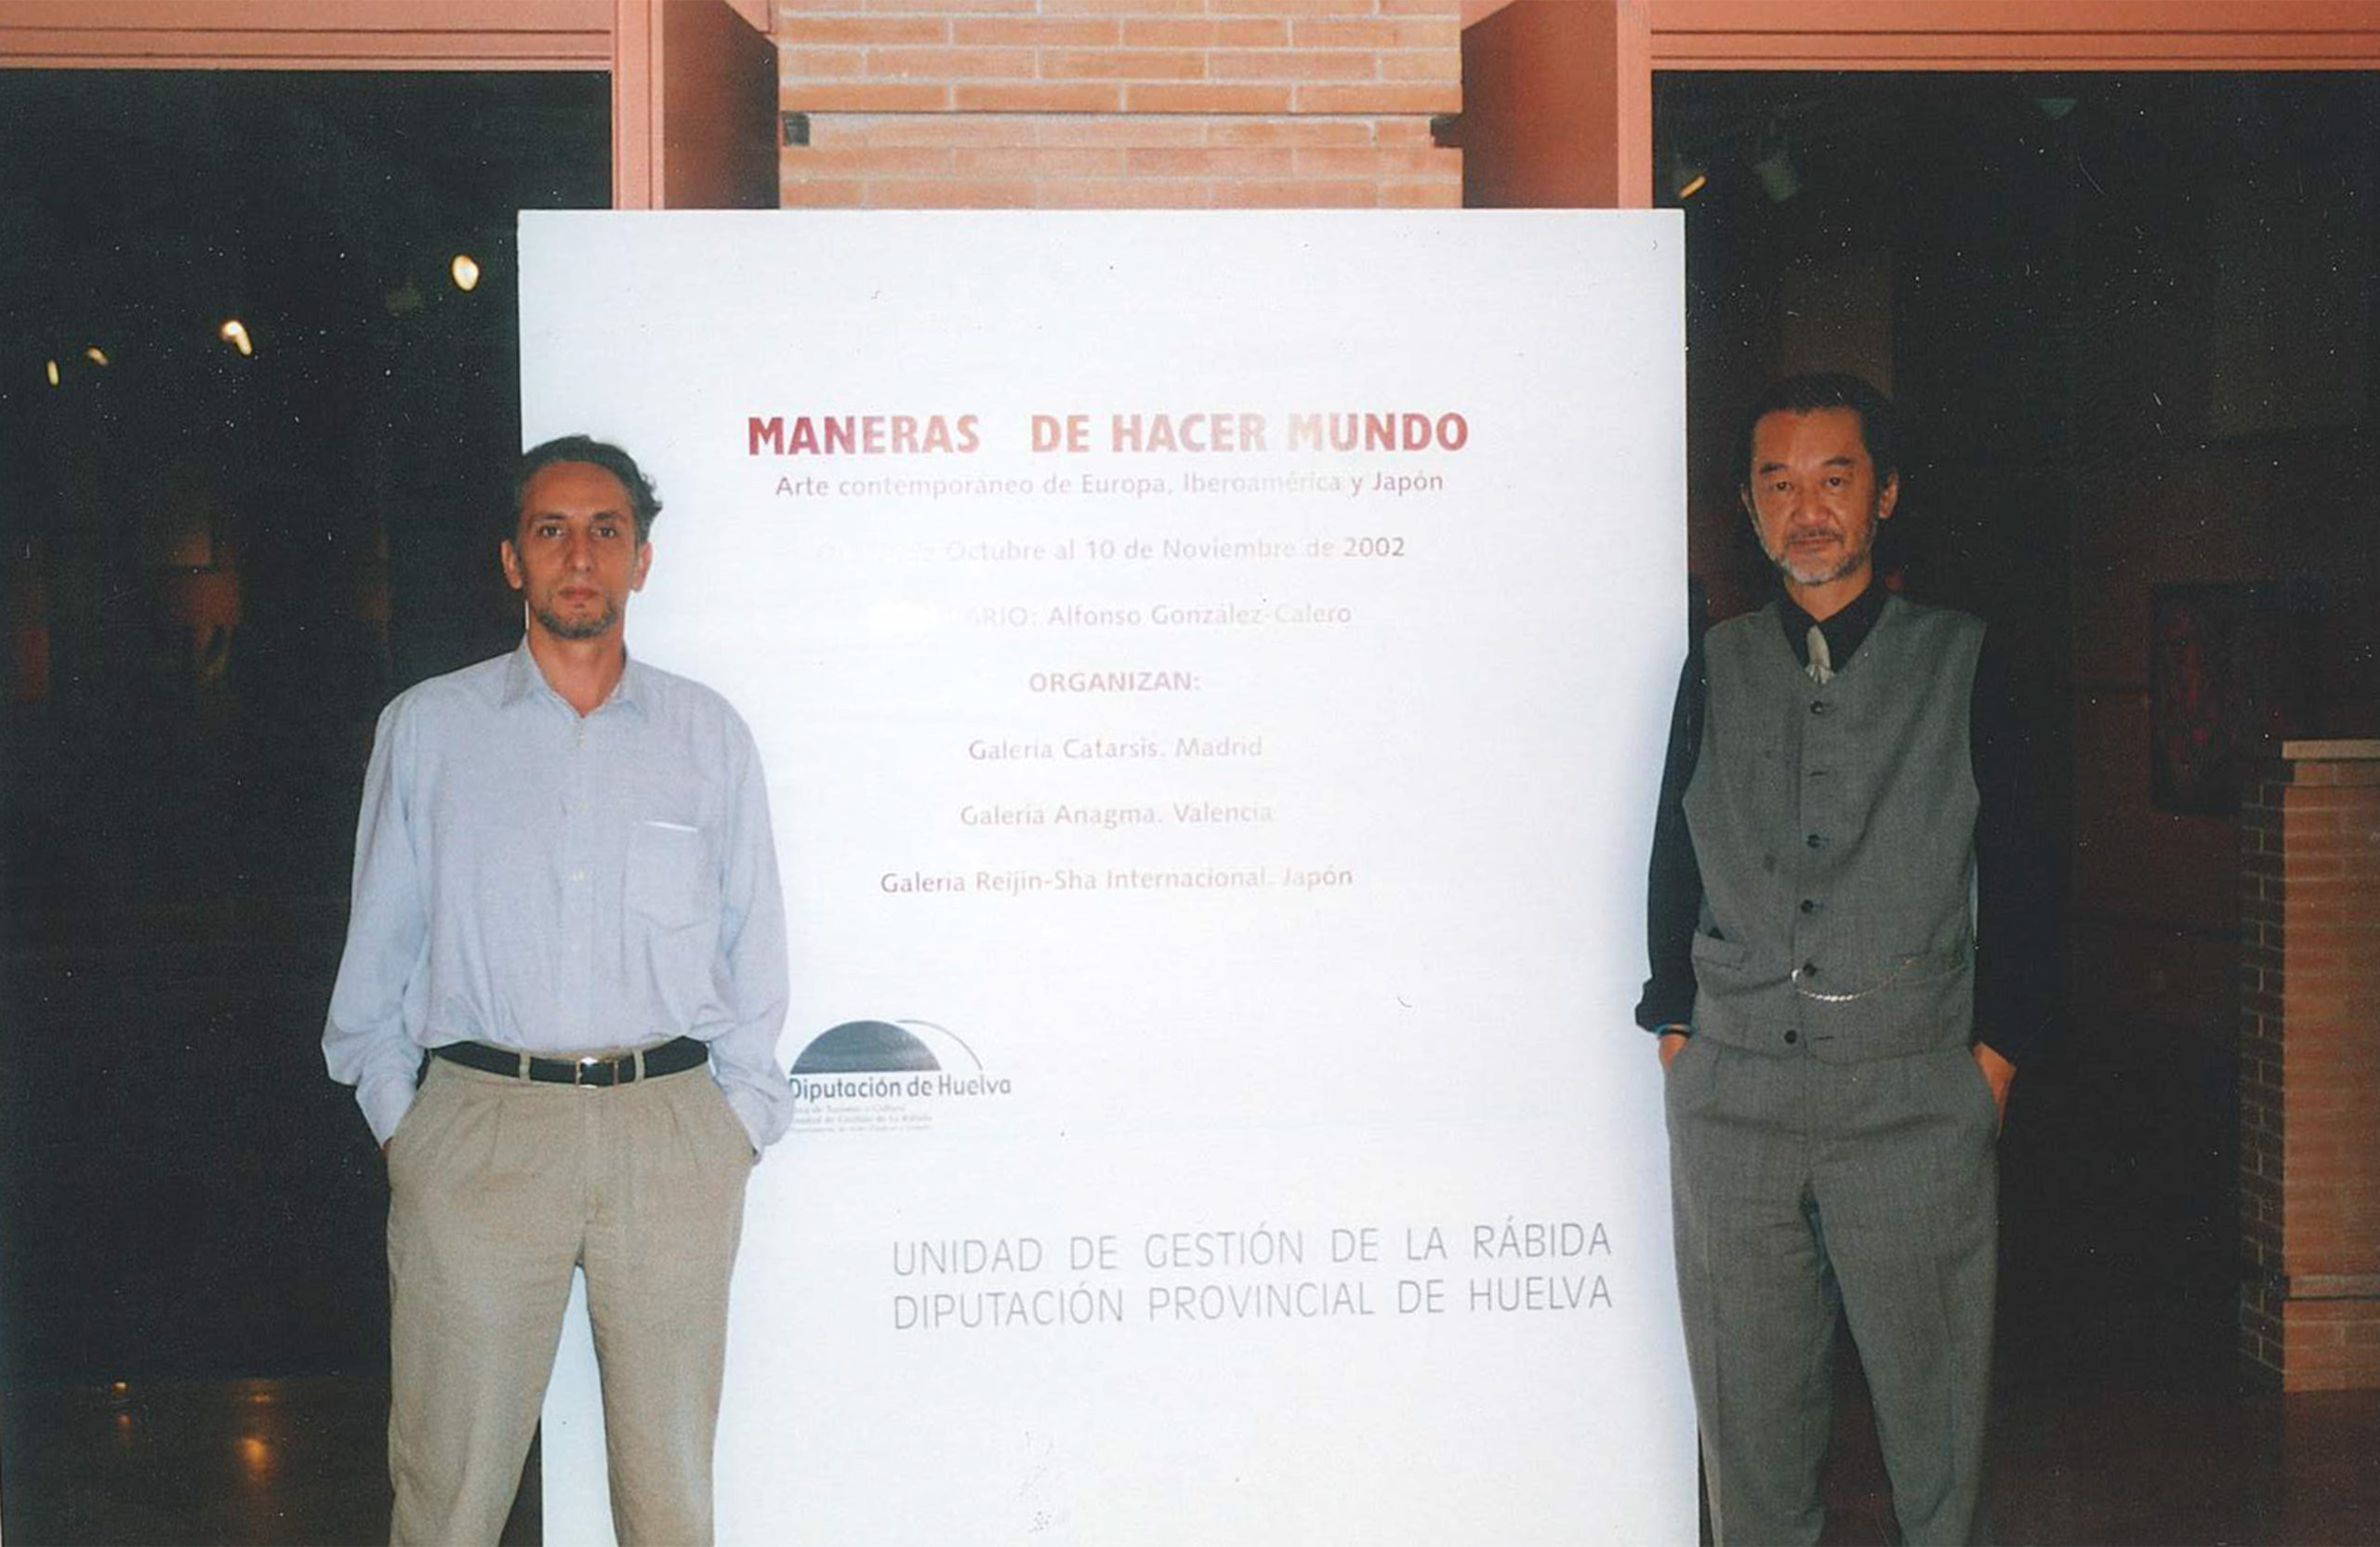 MANERAS DE HACER MUNDO
Arte contemporáneo de Europa, Iberoamérica y Japón
Octubre al 10 de Noviembre de 2002
ARIO: Alfonso González-Calero
ORGANIZAN:
Galería Catarsis. Madrid
Galería Anagma. Valencia
Galería Reijin-Sha Internacional. Japón
Diputación de Huelva
UNIDAD DE GESTIÓN DE LA RÁBIDA
DIPUTACIÓN PROVINCIAL DE HUELVA